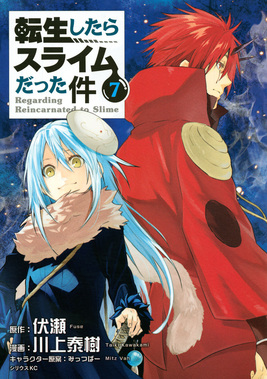 転生したら
スライム
だった件
Regarding
Reincarnated to Slime
7
原作:伏瀬
Fuse
漫画:川上泰樹
Taiki Kawakami
キャラクター原案:みっつばー
Mitz Vah
シリウスKC